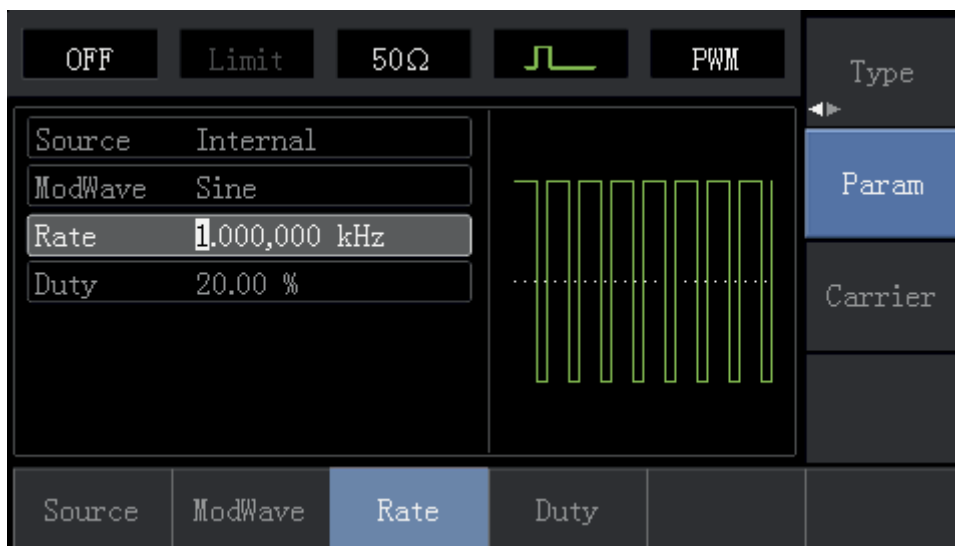 OFF Limit 50Ω PWM
Type
Source Internal
ModWave Sine
Rate 1.000,000 kHz
Duty 20.00 %
Param
Carrier
Source ModWave Rate Duty